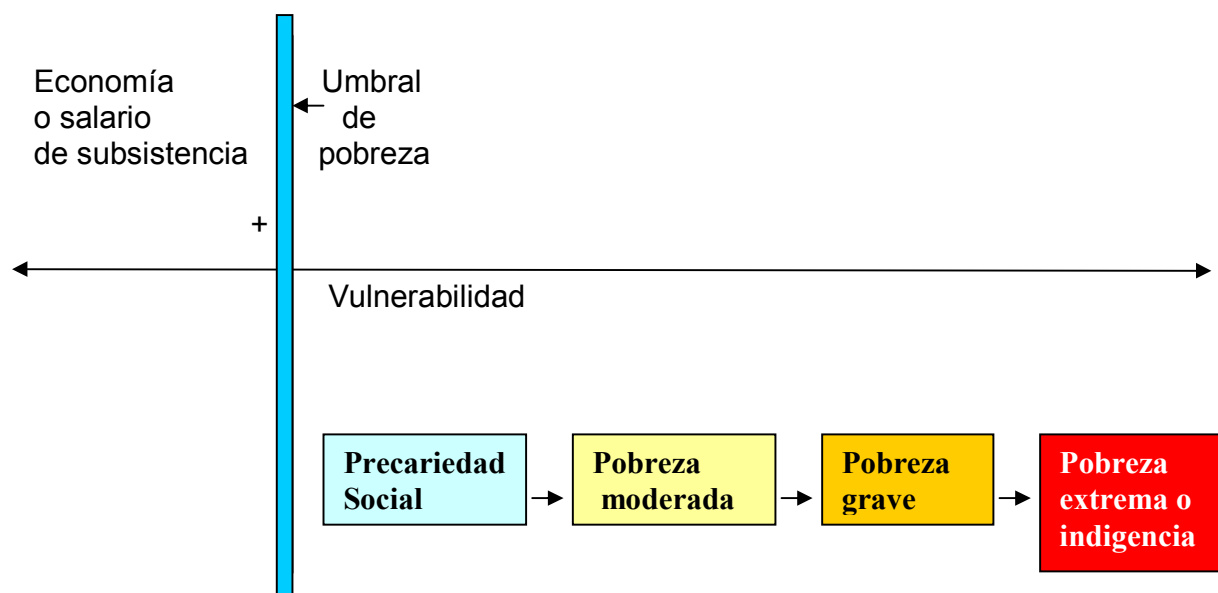 Economía
o salario
de subsistencia
Umbral
de
pobreza
+
Vulnerabilidad
Precariedad
Social
Pobreza
moderada
Pobreza
grave
Pobreza
extrema o
indigencia